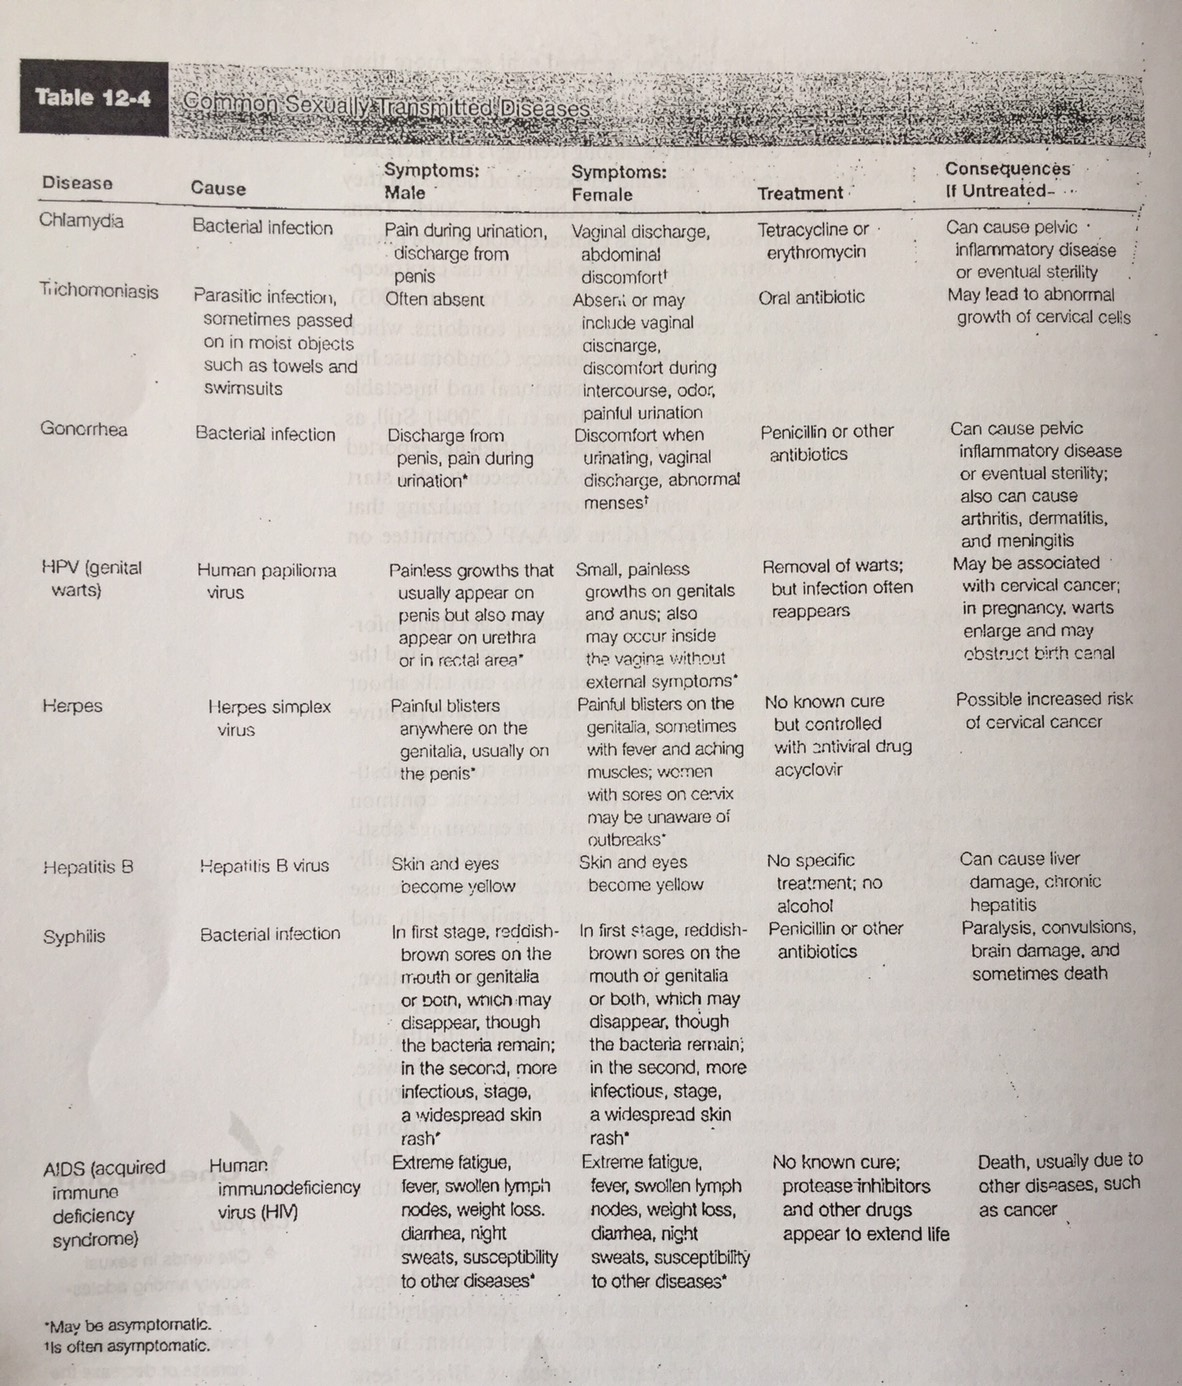 Table 12-4
Common Sexually Transmitted Diseases
Disease
Cause
Symptoms:
Male
Symptoms:
Female
Treatment
Consequences
If Untreated
Chlamydia
Bacterial infection
Pain during urination,
discharge from
penis
Vaginal discharge,
abdominal
discomfort†
Tetracycline or
erythromycin
Can cause pelvic
inflammatory disease
or eventual sterility
Trichomoniasis
Parasitic infection,
sometimes passed
on in moist objects
such as towels and
swimsuits
Often absent
Absent or may
include vaginal
discharge,
discomfort during
intercourse, odor,
painful urination
Oral antibiotic
May lead to abnormal
growth of cervical cells
Gonorrhea
Bacterial infection
Discharge from
penis, pain during
urination*
Discomfort when
urinating, vaginal
discharge, abnormal
menses†
Penicillin or other
antibiotics
Can cause pelvic
inflammatory disease
or eventual sterility;
also can cause
arthritis, dermatitis,
and meningitis
HPV (genital
warts)
Human papilioma
virus
Painless growths that
usually appear on
penis but also may
appear on urethra
or in rectal area*
Small, painless
growths on genitals
and anus; also
may occur inside
the vagina without
external symptoms*
Removal of warts;
but infection often
reappears
May be associated
with cervical cancer;
in pregnancy, warts
enlarge and may
obstruct birth canal
Herpes
Herpes simplex
virus
Painful blisters
anywhere on the
genitalia, usually on
the penis*
Painful blisters on the
genitalia, sometimes
with fever and aching
muscles; women
with sores on cervix
may be unaware of
outbreaks*
No known cure
but controlled
with antiviral drug
acyclovir
Possible increased risk
of cervical cancer
Hepatitis B
Hepatitis B virus
Skin and eyes
become yellow
Skin and eyes
become yellow
No specific
treatment; no
alcohol
Can cause liver
damage, chronic
hepatitis
Syphilis
Bacterial infection
In first stage, reddish-
brown sores on the
mouth or genitalia
or both, which may
disappear, though
the bacteria remain;
in the second, more
infectious, stage,
a widespread skin
rash*
In first stage, reddish-
brown sores on the
mouth or genitalia
or both, which may
disappear, though
the bacteria remain;
in the second, more
infectious, stage,
a widespread skin
rash*
Penicillin or other
antibiotics
Paralysis, convulsions,
brain damage, and
sometimes death
AIDS (acquired
immune
deficiency
syndrome)
Human
immunodeficiency
virus (HIV)
Extreme fatigue,
fever, swollen lymph
nodes, weight loss.
diarrhea, night
sweats, susceptibility
to other diseases*
Extreme fatigue,
fever, swollen lymph
nodes, weight loss,
diarrhea, night
sweats, susceptibility
to other diseases*
No known cure;
protease inhibitors
and other drugs
appear to extend life
Death, usually due to
other diseases, such
as cancer
*May be asymptomatic.
†Is often asymptomatic.